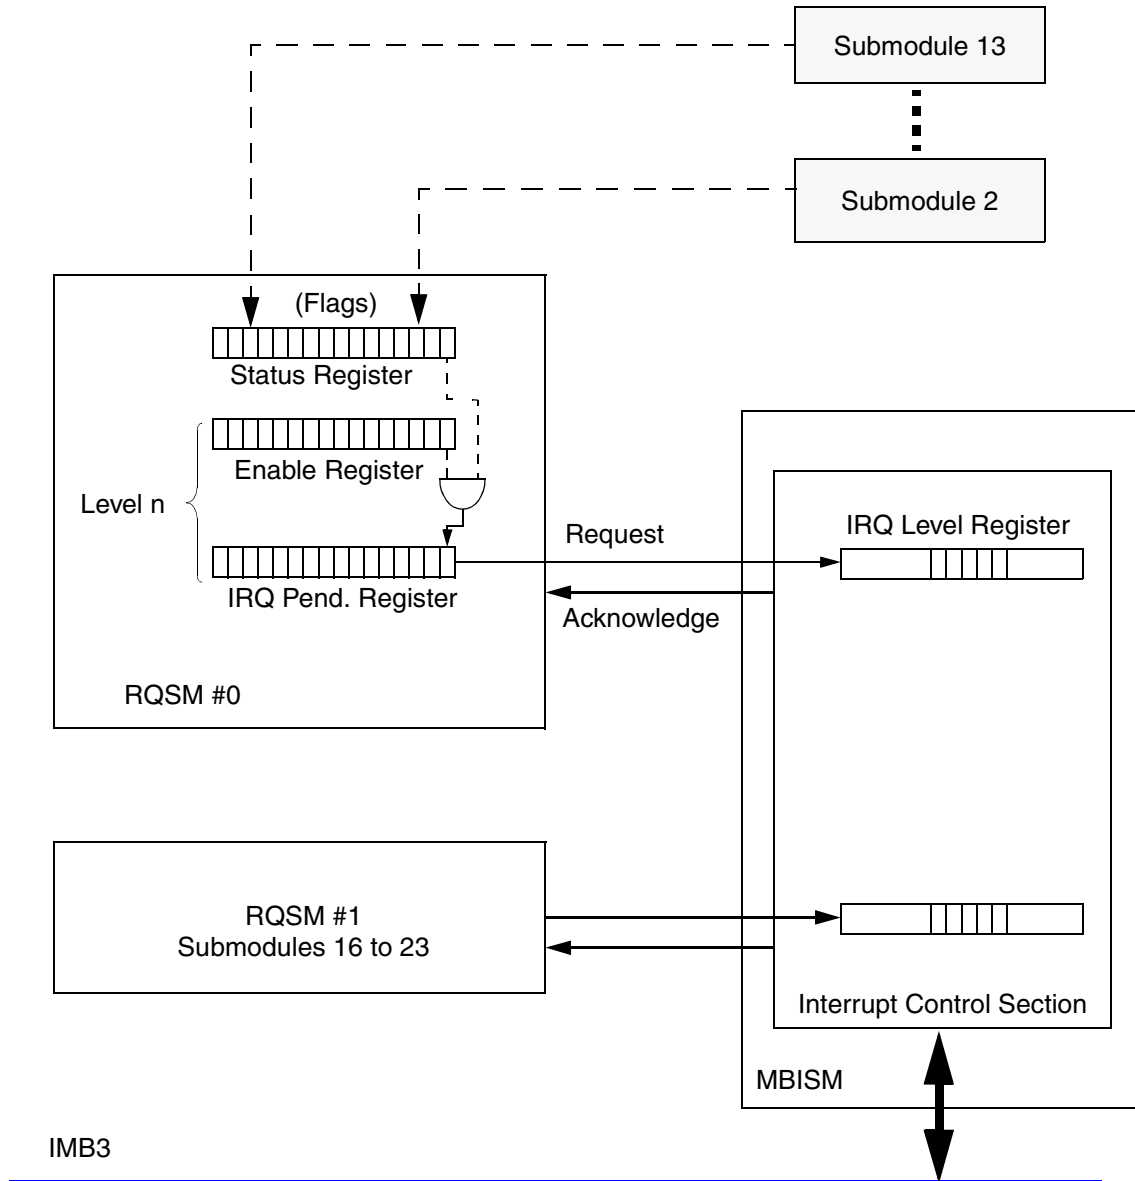 Submodule 13
Submodule 2
(Flags)
Status Register
Enable Register
Level n
IRQ Pend. Register
RQSM #0
Request
Acknowledge
IRQ Level Register
RQSM #1
Submodules 16 to 23
Interrupt Control Section
MBISM
IMB3